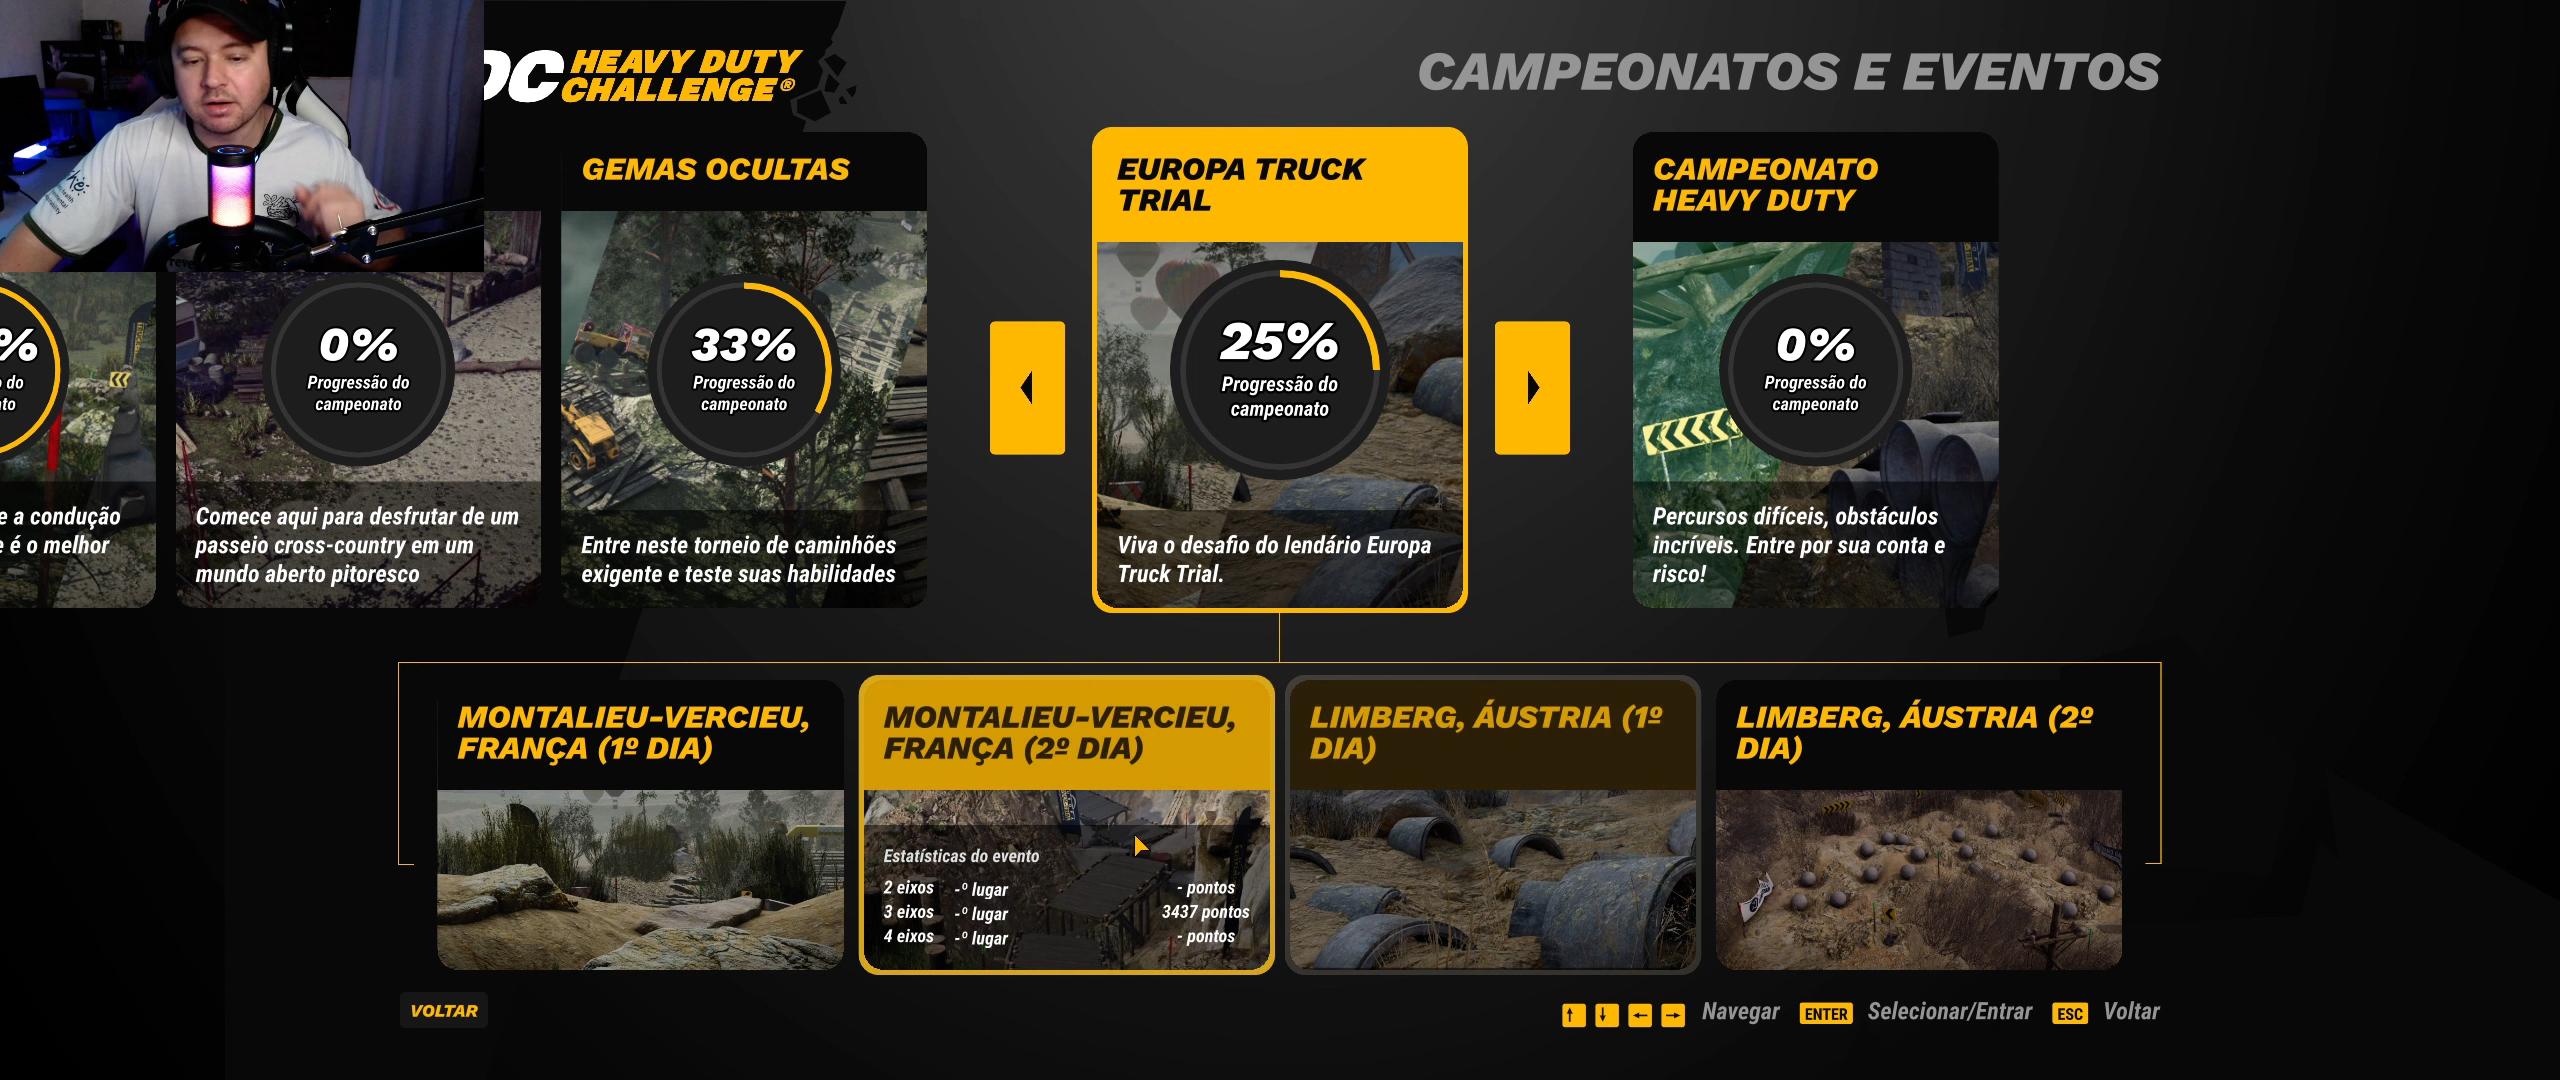 DC HEAVY DUTY
CHALLENGE®
CAMPEONATOS E EVENTOS
%
0%
Progressão do
campeonato
Comece aqui para desfrutar de um
passeio cross-country em um
mundo aberto pitoresco
e a condução
e é o melhor
GEMAS OCULTAS
33%
Progressão do
campeonato
Entre neste torneio de caminhões
exigente e teste suas habilidades
EUROPA TRUCK
TRIAL
25%
Progressão do
campeonato
Viva o desafio do lendário Europa
Truck Trial.
CAMPEONATO
HEAVY DUTY
0%
Progressão do
campeonato
Percursos difíceis, obstáculos
incríveis. Entre por sua conta e
risco!
MONTALIEU-VERCIEU,
FRANÇA (1º DIA)
MONTALIEU-VERCIEU,
FRANÇA (2º DIA)
Estatísticas do evento
2 eixos -º lugar - pontos
3 eixos -º lugar 3437 pontos
4 eixos -º lugar - pontos
LIMBERG, ÁUSTRIA (1º
DIA)
LIMBERG, ÁUSTRIA (2º
DIA)
VOLTAR
Navegar ENTER Selecionar/Entrar ESC Voltar